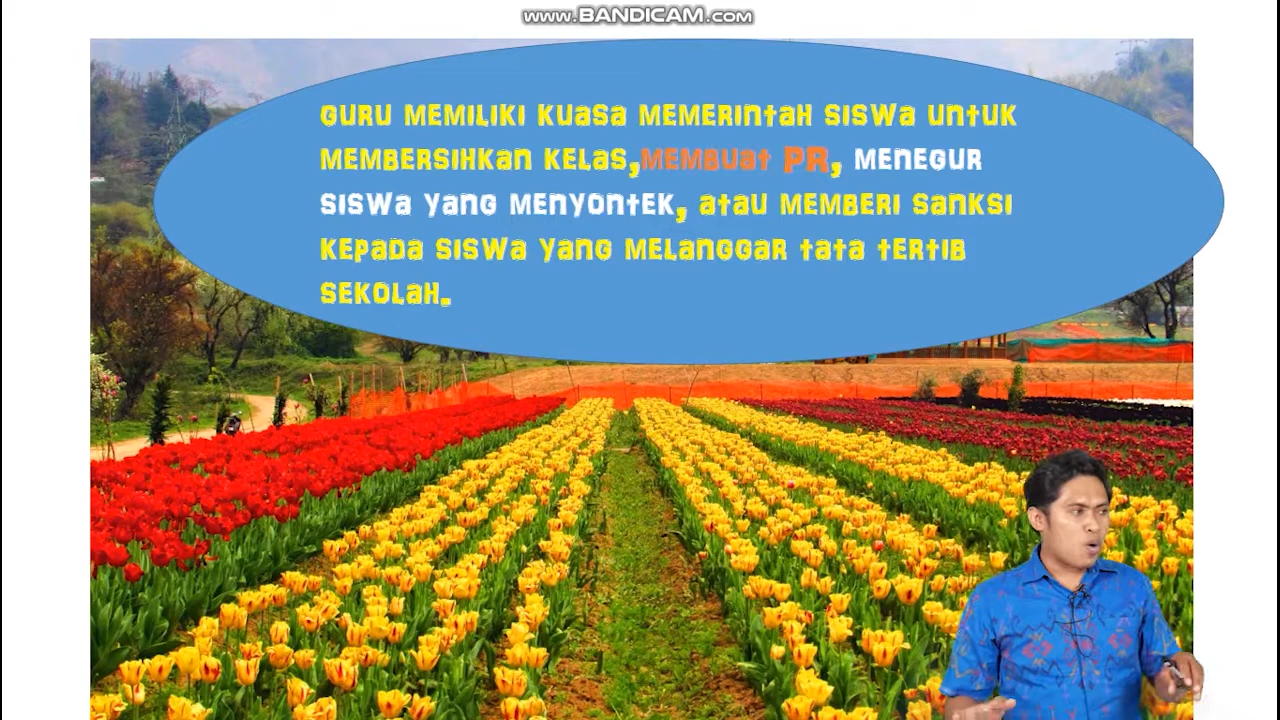 www.BANDICAM.com
GURU MEMILIKI KUASA MEMERINTAH SISWA UNTUK
MEMBERSIHKAN KELAS,MEMBUAT PR, MENEGUR
SISWA YANG MENYONTEK, ATAU MEMBERI SANKSI
KEPADA SISWA YANG MELANGGAR TATA TERTIB
SEKOLAH.